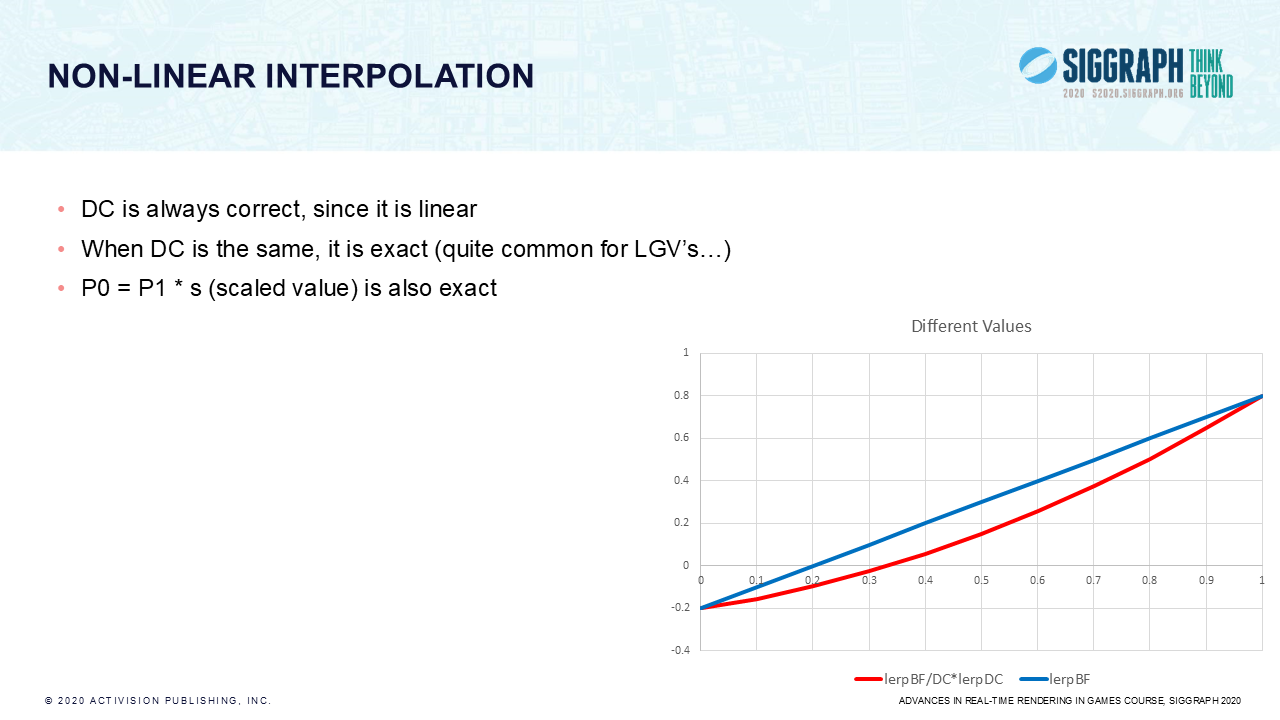 NON-LINEAR INTERPOLATION
SIGGRAPH THINK BEYOND
2020 S2020.SIGGRAPH.ORG
• DC is always correct, since it is linear
• When DC is the same, it is exact (quite common for LGV’s…)
• P0 = P1 * s (scaled value) is also exact
Different Values
1
0.8
0.6
0.4
0.2
0
-0.2
-0.4
0 0.1 0.2 0.3 0.4 0.5 0.6 0.7 0.8 0.9 1
lerpBF/DC*lerpDC lerpBF
© 2020 ACTIVISION PUBLISHING, INC.
ADVANCES IN REAL-TIME RENDERING IN GAMES COURSE, SIGGRAPH 2020